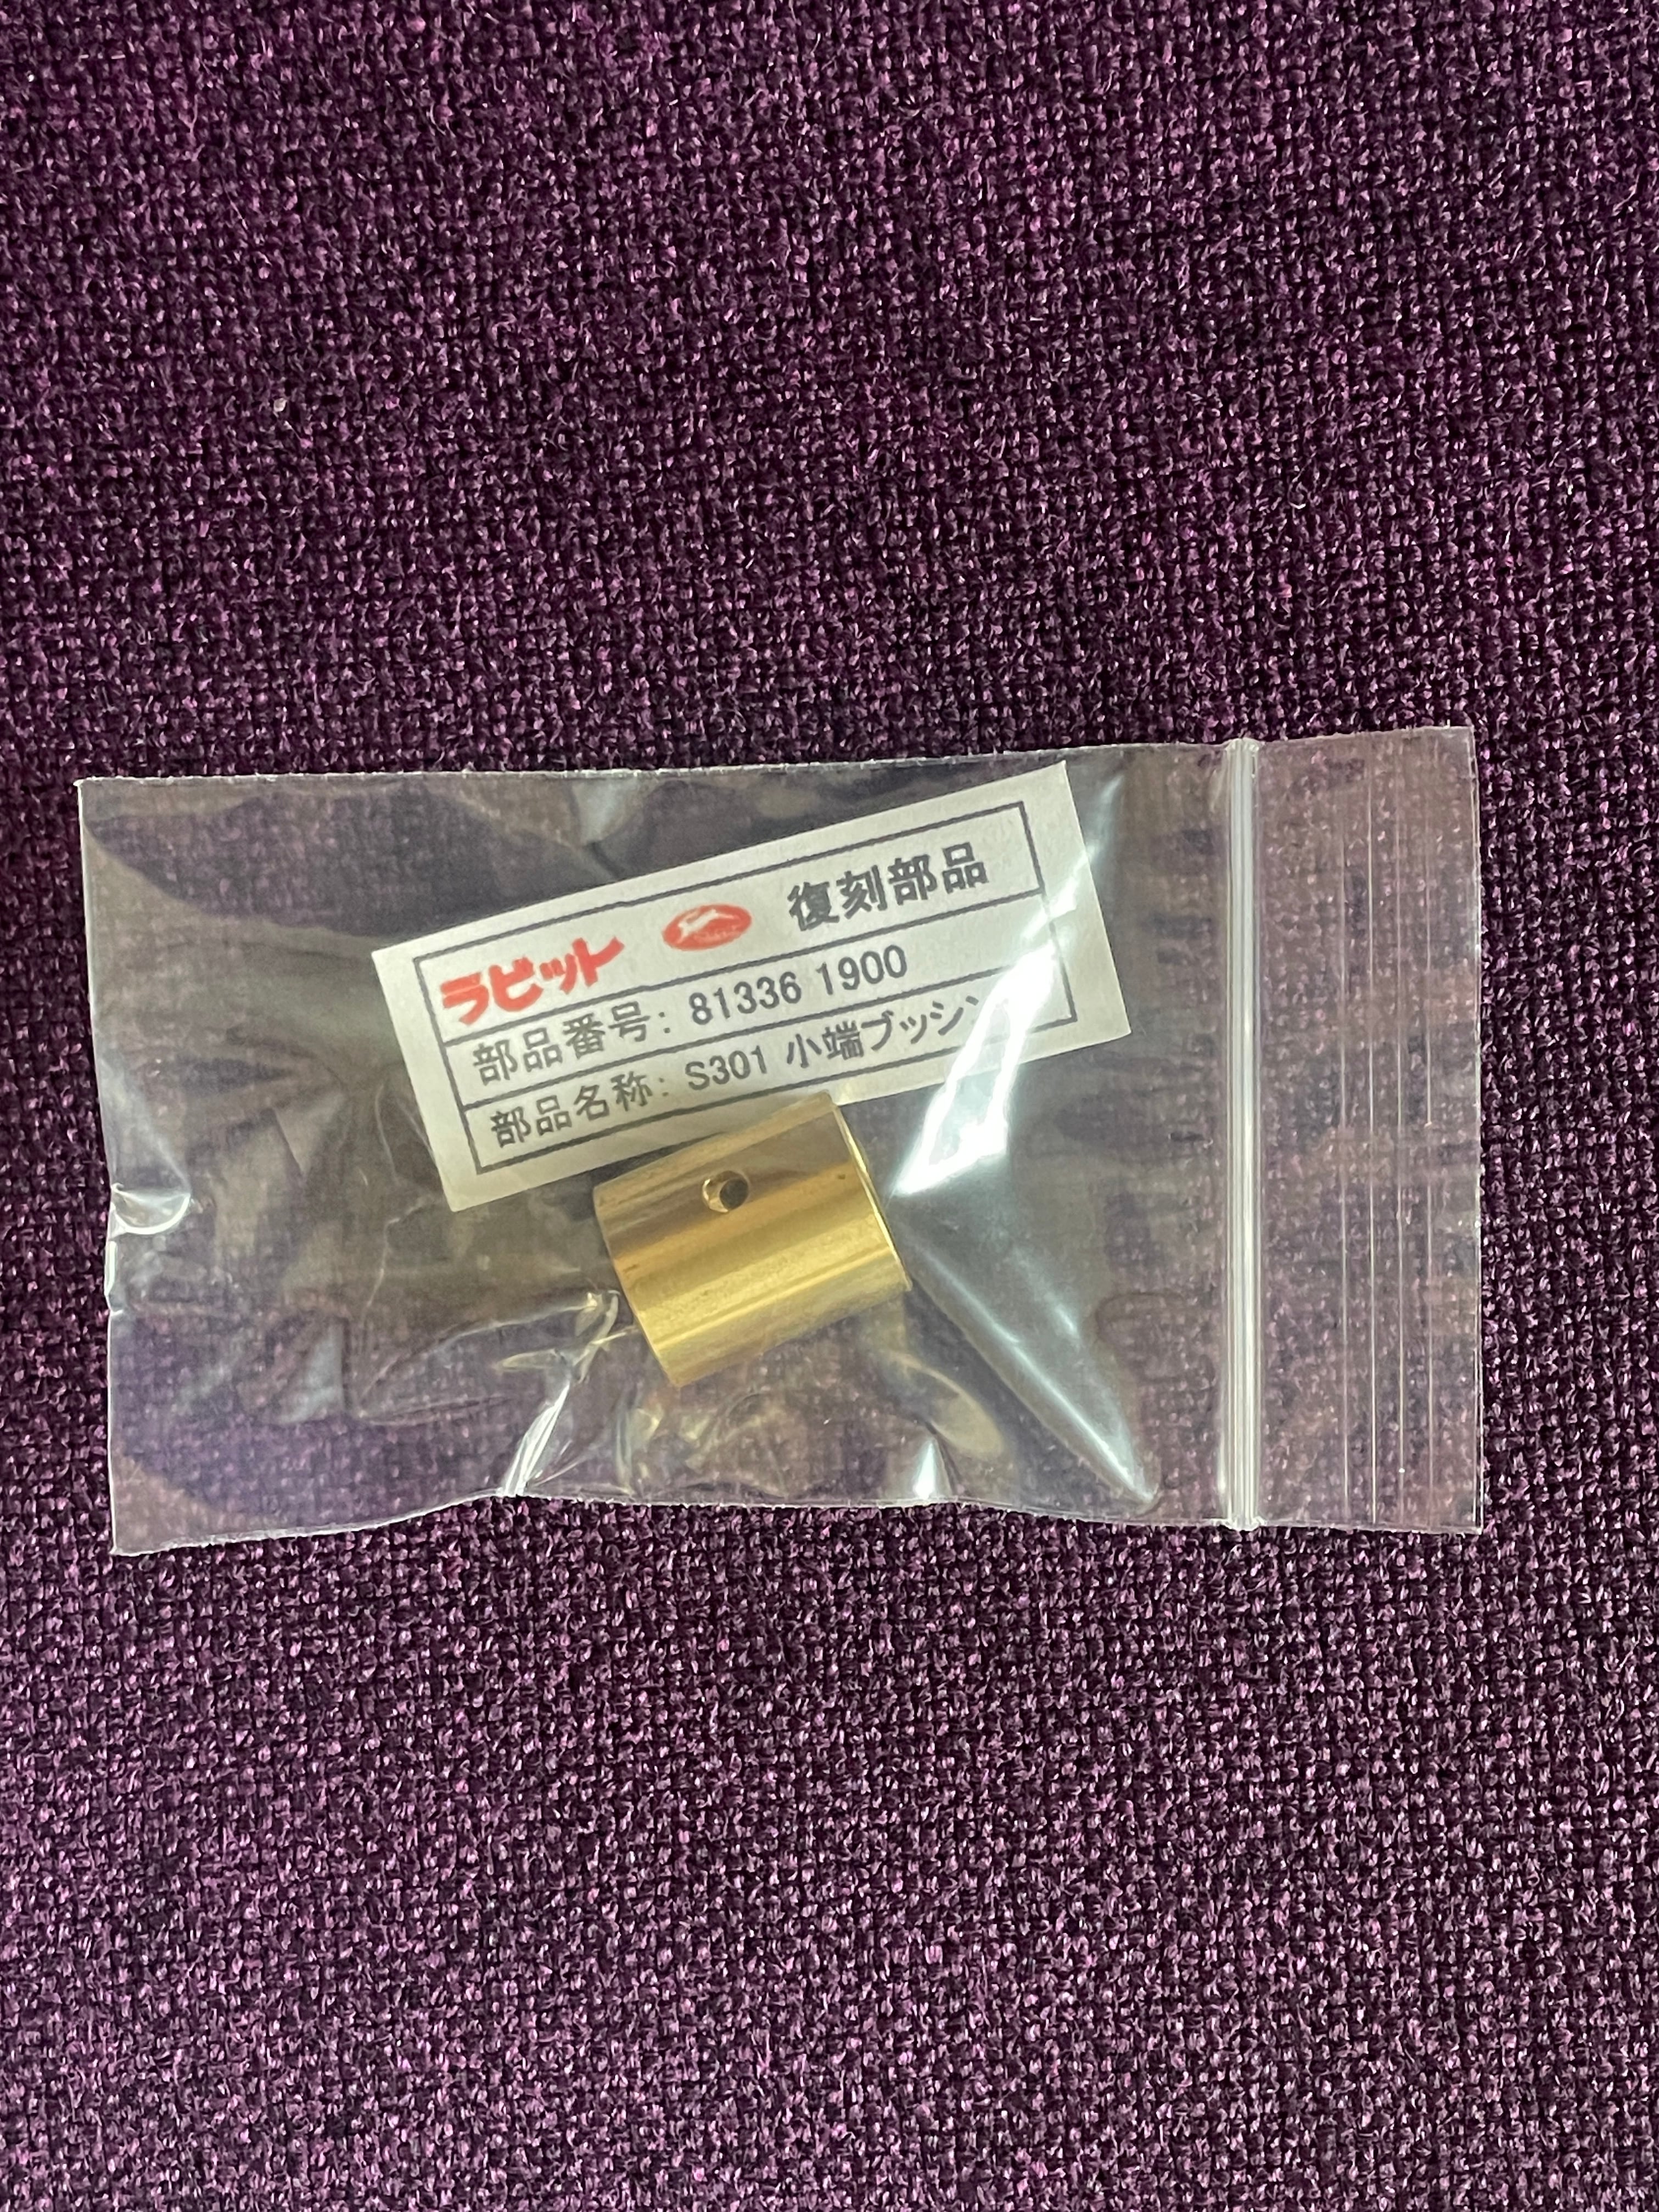 ラビット 復刻部品
部品番号: 81336 1900
部品名称: S301 小端ブッシ